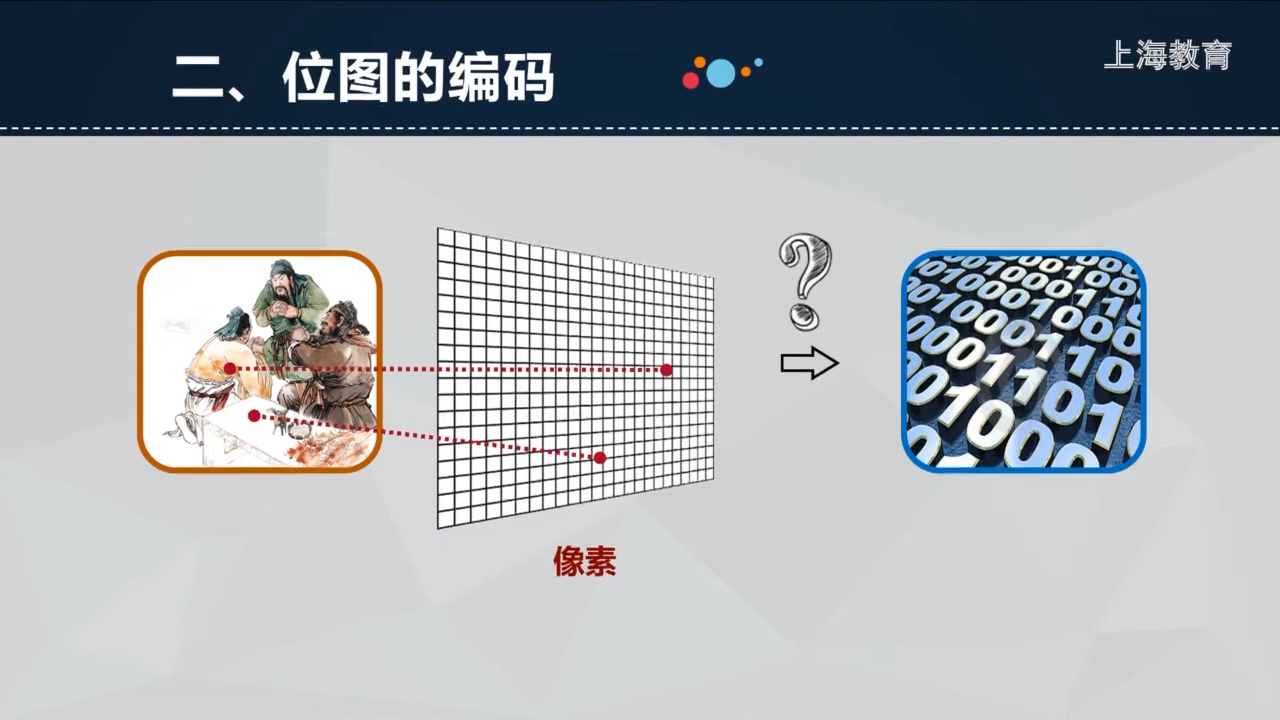 二、位图的编码
上海教育
像素